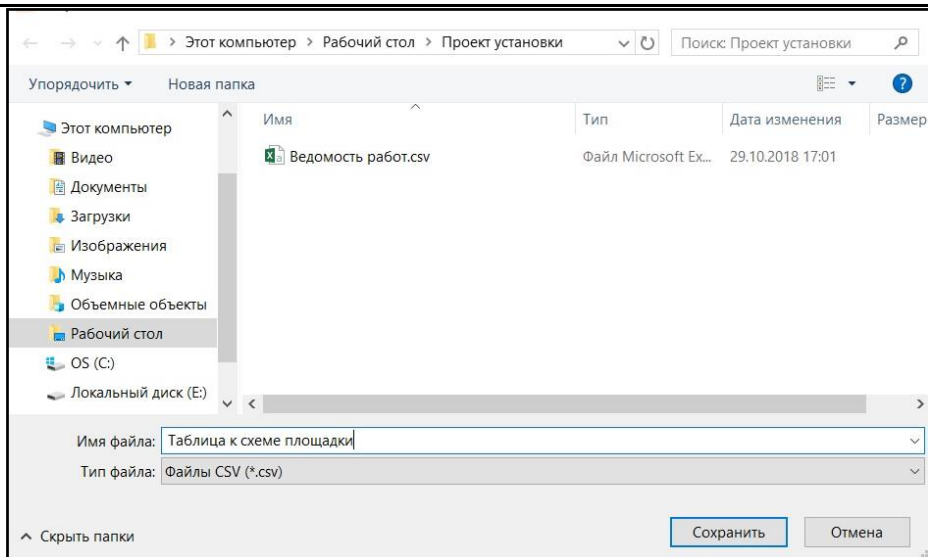 Этот компьютер > Рабочий стол > Проект установки
Поиск: Проект установки
Упорядочить
Новая папка
Имя
Тип
Дата изменения
Размер
Ведомость работ.csv
Файл Microsoft Ex...
29.10.2018 17:01
Этот компьютер
Видео
Документы
Загрузки
Изображения
Музыка
Объемные объекты
Рабочий стол
OS (C:)
Локальный диск (E:)
Имя файла: Таблица к схеме площадки
Тип файла: Файлы CSV (*.csv)
Скрыть папки
Сохранить
Отмена